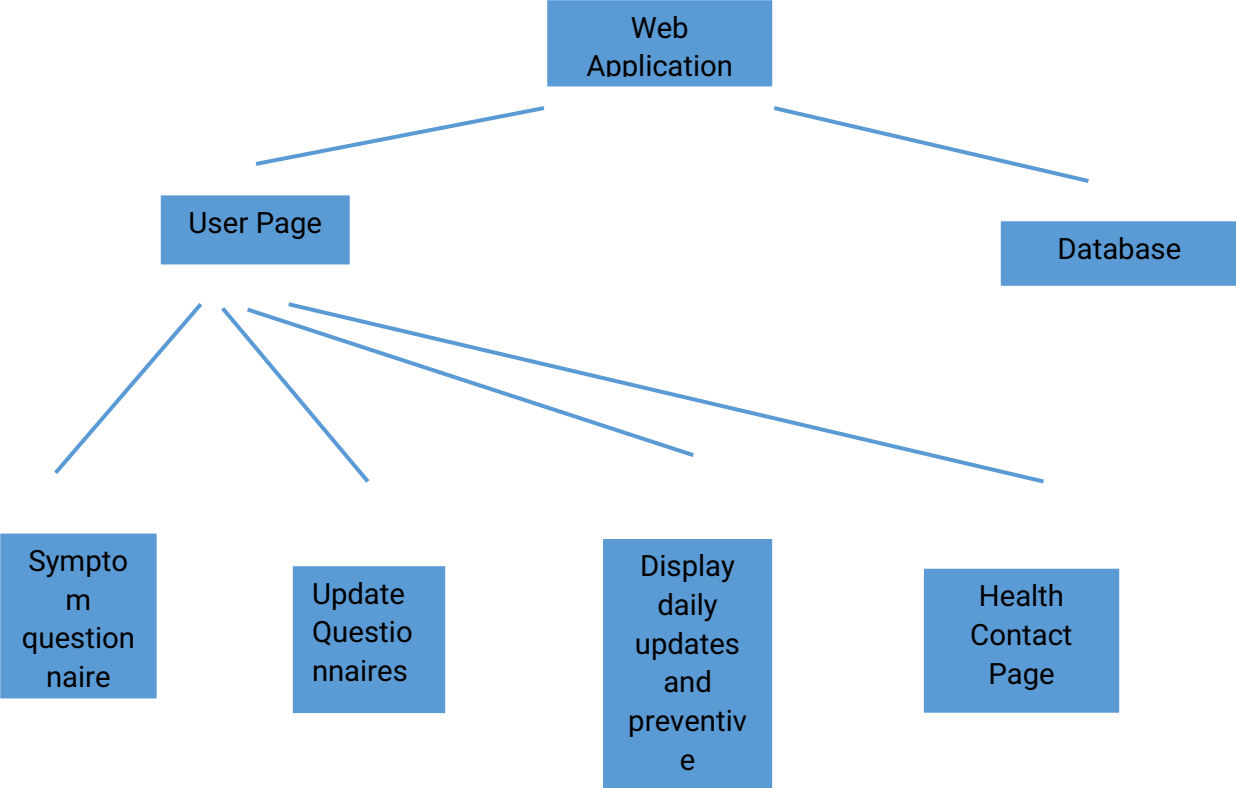 Web
Application
User Page
Database
Sympto
m
question
naire
Update
Questio
nnaires
Display
daily
updates
and
preventiv
e
Health
Contact
Page